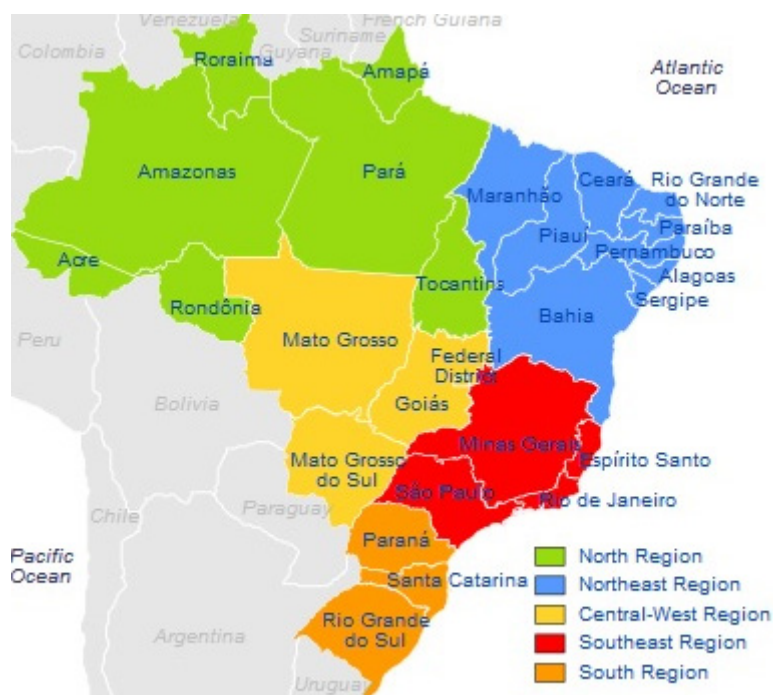 Venezuela
French Guiana
Suriname
Colombia
Roraima
Guyana
Amapá
Atlantic
Ocean
Amazonas
Pará
Maranhão
Ceará
Rio Grande
do Norte
Piauí
Paraíba
Pernambuco
Acre
Tocantins
Alagoas
Rondônia
Sergipe
Bahia
Peru
Mato Grosso
Federal
District
Bolivia
Goiás
Minas Gerais
Mato Grosso
do Sul
Espírito Santo
São Paulo
Rio de Janeiro
Paraguay
Chile
Paraná
Pacific
Ocean
Santa Catarina
Rio Grande
do Sul
Argentina
Uruguay
North Region
Northeast Region
Central-West Region
Southeast Region
South Region